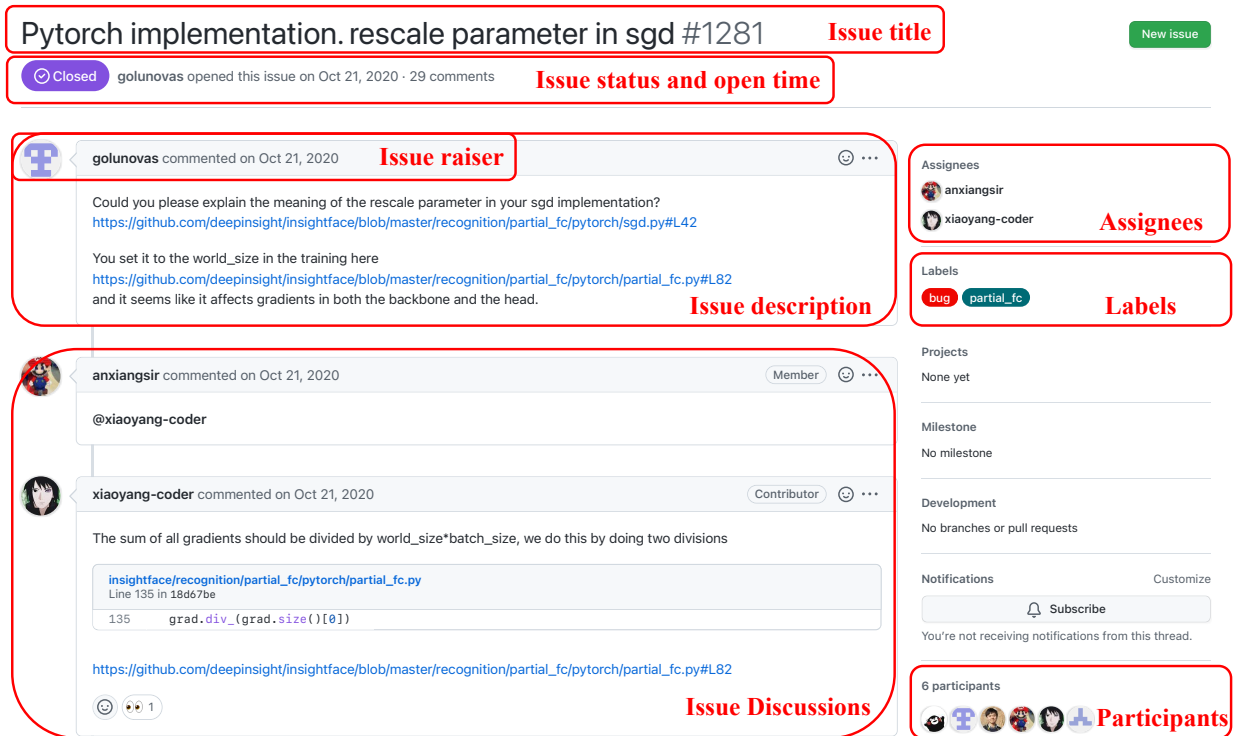 Pytorch implementation. rescale parameter in sgd #1281
Issue title
New issue
Closed
golunovas opened this issue on Oct 21, 2020 · 29 comments
Issue status and open time
golunovas commented on Oct 21, 2020
Issue raiser
Could you please explain the meaning of the rescale parameter in your sgd implementation?
https://github.com/deepinsight/insightface/blob/master/recognition/partial_fc/pytorch/sgd.py#L42
You set it to the world_size in the training here
https://github.com/deepinsight/insightface/blob/master/recognition/partial_fc/pytorch/partial_fc.py#L82
and it seems like it affects gradients in both the backbone and the head.
Issue description
anxiangsir commented on Oct 21, 2020
Member
@xiaoyang-coder
xiaoyang-coder commented on Oct 21, 2020
Contributor
The sum of all gradients should be divided by world_size*batch_size, we do this by doing two divisions
insightface/recognition/partial_fc/pytorch/partial_fc.py
Line 135 in 18d67be
135 grad.div_(grad.size()[0])
https://github.com/deepinsight/insightface/blob/master/recognition/partial_fc/pytorch/partial_fc.py#L82
1
Issue Discussions
Assignees
anxiangsir
xiaoyang-coder
Assignees
Labels
bug
partial_fc
Labels
Projects
None yet
Milestone
No milestone
Development
No branches or pull requests
Notifications
Customize
Subscribe
You're not receiving notifications from this thread.
6 participants
Participants